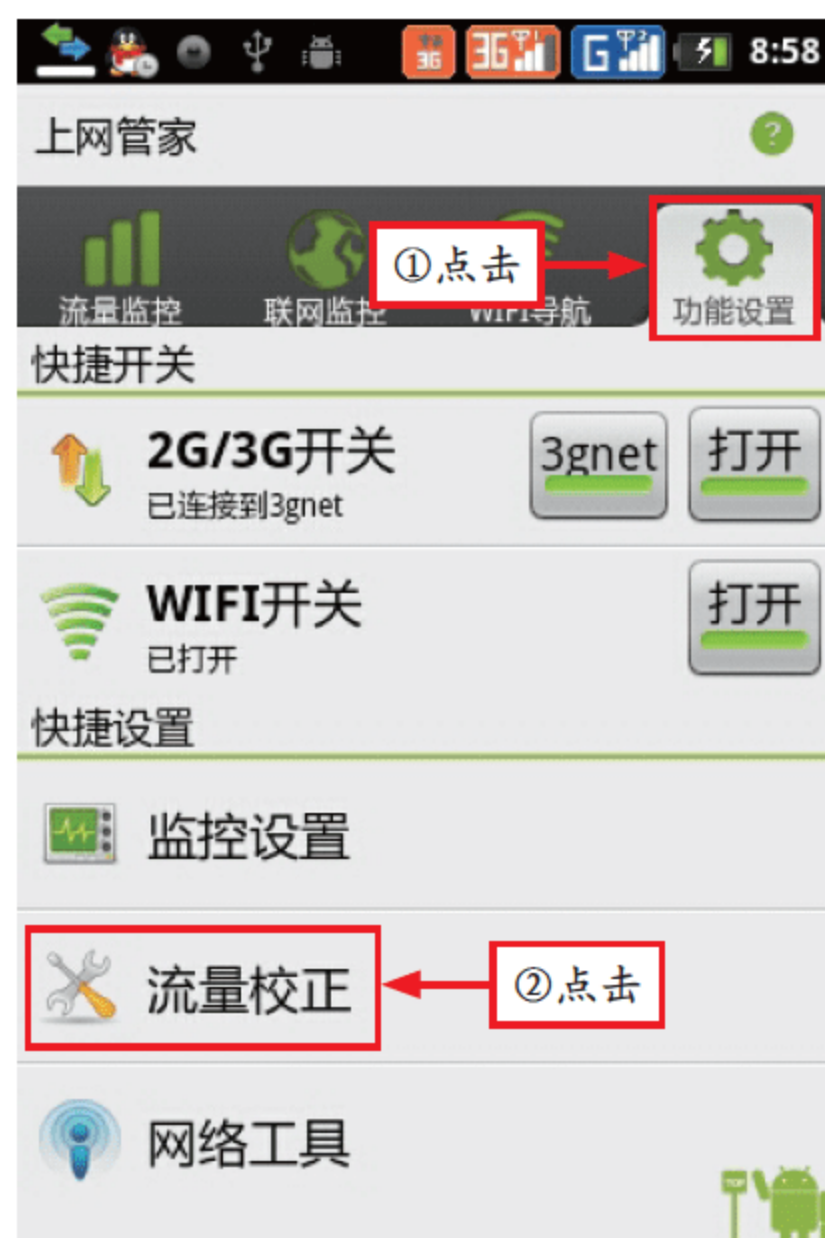 3G 3G 1 G 2 8:58
上网管家 ?
①点击
流量监控 联网监控 WIFI导航 功能设置
快捷开关
2G/3G开关 3gnet 打开
已连接到3gnet
WIFI开关 打开
已打开
快捷设置
监控设置
流量校正 ②点击
网络工具
TOP